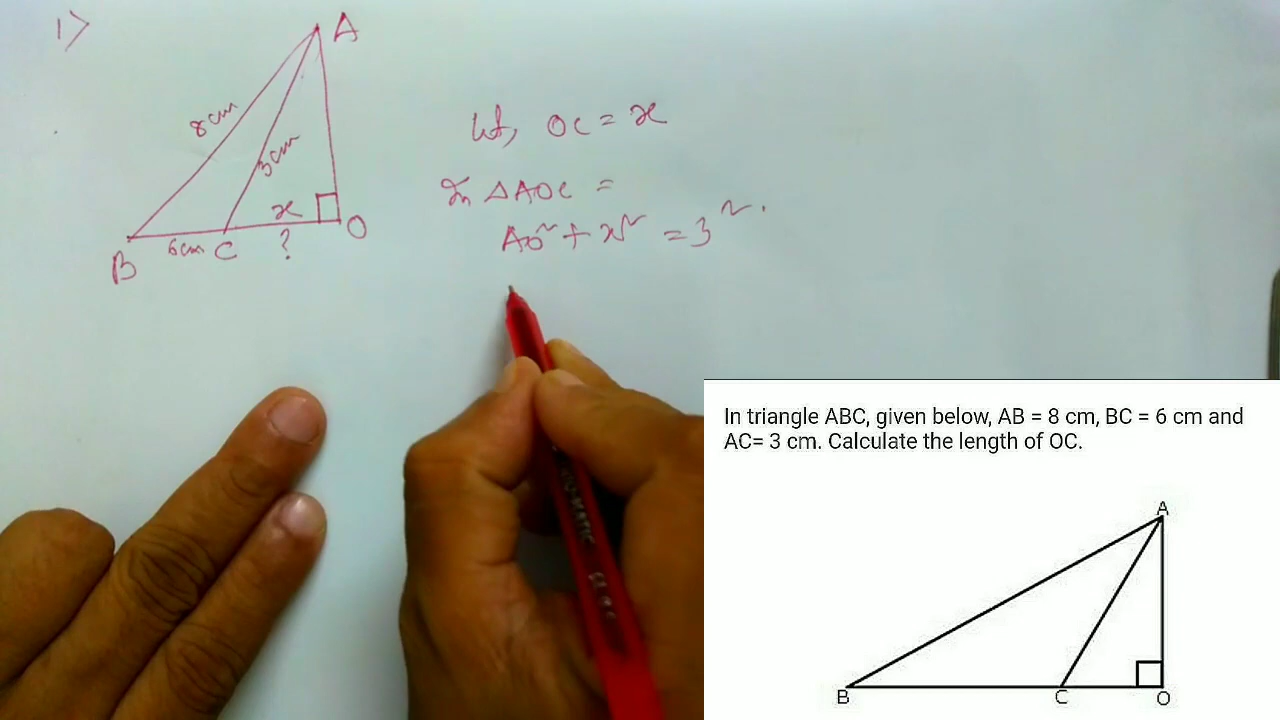 1)
A
8cm
3cm
x
O
6cm
C
?
B
Let, OC = x
In △AOC =
AO² + x² = 3².
In triangle ABC, given below, AB = 8 cm, BC = 6 cm and
AC= 3 cm. Calculate the length of OC.
A
B
C
O